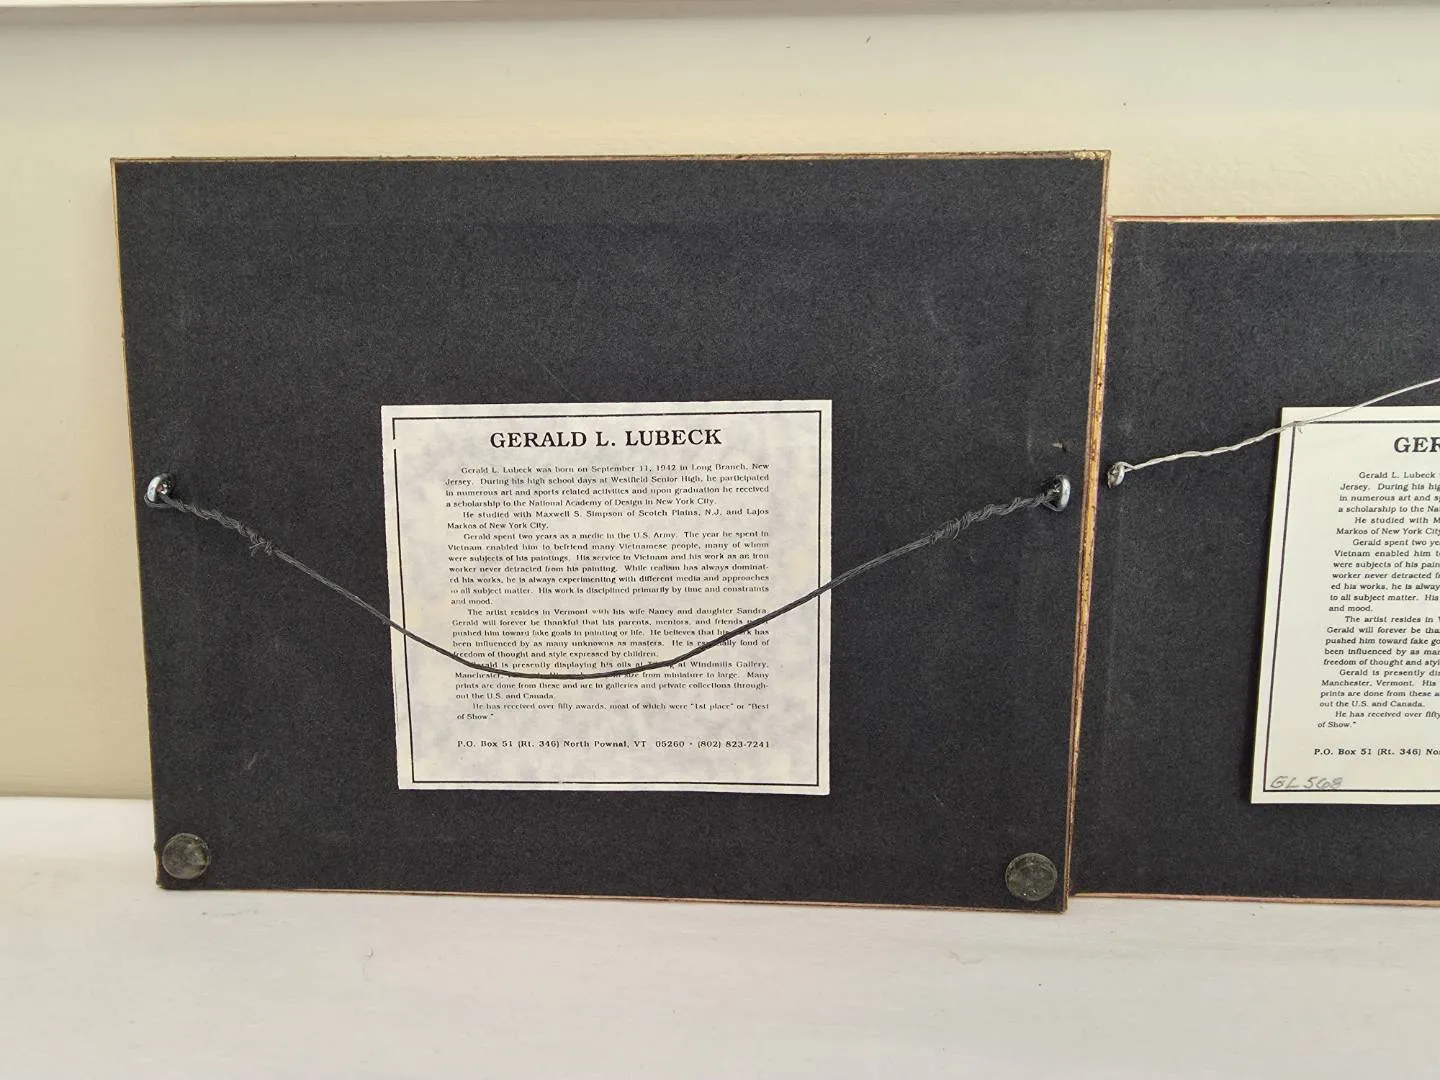 GERALD L. LUBECK
Gerald L. Lubeck was born on September 11, 1942 in Long Branch, New
Jersey. During his high school days at Westfield Senior High, he participated
in numerous art and sports related activities and upon graduation he received
a scholarship to the National Academy of Design in New York City.
He studied with Maxwell S. Simpson of Scotch Plains, N.J. and Lajos
Markos of New York City.
Gerald spent two years as a medic in the U.S. Army. The year he spent in
Vietnam enabled him to befriend many Vietnamese people, many of whom
were subjects of his paintings. His service in Vietnam and his work as an iron
worker never detracted from his painting. While realism has always dominat-
ed his works, he is always experimenting with different media and approaches
to all subject matter. His work is disciplined primarily by time and constraints
and mood.
The artist resides in Vermont with his wife Nancy and daughter Sandra.
Gerald will forever be thankful that his parents, mentors, and friends
pushed him toward fake goals in painting or life. He believes that his has
been influenced by as many unknowns as masters. He is fond of
freedom of thought and style expressed by children.
Gerald is presently displaying his oils at at Windmills Gallery,
Manchester, size from miniature to large. Many
prints are done from these and are in galleries and private collections through-
out the U.S. and Canada.
He has received over fifty awards, most of which were "1st place" or "Best
of Show."
P.O. Box 51 (Rt. 346) North Pownal, VT 05260 • (802) 823-7241
GER
Gerald L. Lubeck
Jersey. During his hig
in numerous art and sp
a scholarship to the Na
He studied with M
Markos of New York City
Gerald spent two ye
Vietnam enabled him t
were subjects of his pain
worker never detracted f
ed his works, he is alway
to all subject matter. His
and mood.
The artist resides in V
Gerald will forever be tha
pushed him toward fake go
been influenced by as man
freedom of thought and styl
Gerald is presently dis
Manchester, Vermont. His
prints are done from these a
out the U.S. and Canada.
He has received over fifty
of Show."
P.O. Box 51 (Rt. 346) No
GL 568